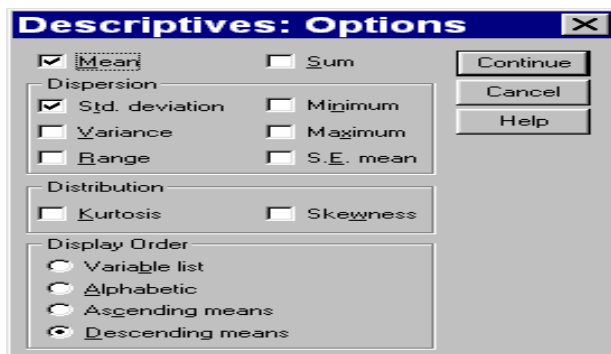 Descriptives: Options
Mean
Sum
Continue
Dispersion
Cancel
Std. deviation
Minimum
Help
Variance
Maximum
Range
S.E. mean
Distribution
Kurtosis
Skewness
Display Order
Variable list
Alphabetic
Ascending means
Descending means